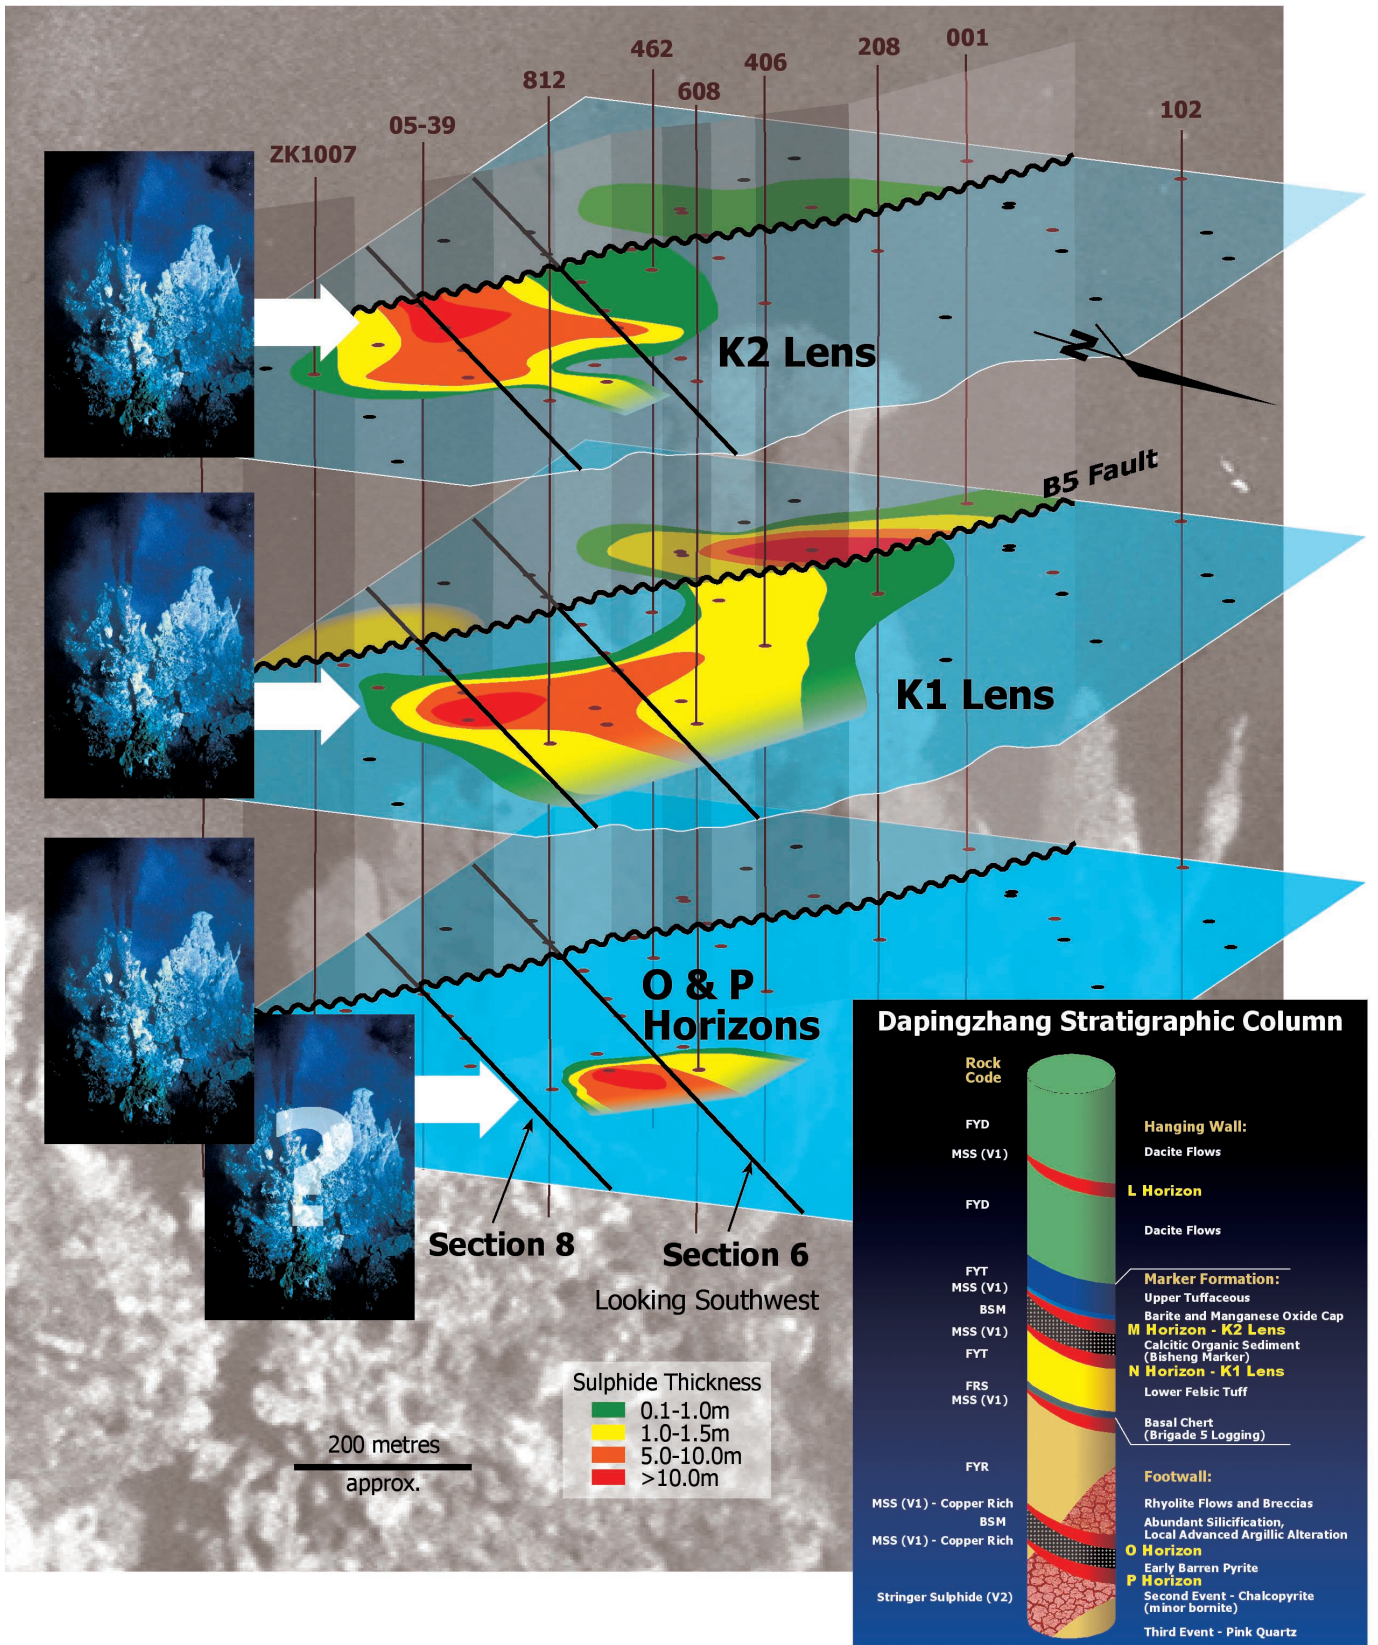 001
462
208
406
812
608
102
05-39
ZK1007
K2 Lens
N
B5 Fault
K1 Lens
O & P
Horizons
?
Section 8
Section 6
Looking Southwest
Sulphide Thickness
0.1-1.0m
1.0-1.5m
5.0-10.0m
>10.0m
200 metres
approx.
Dapingzhang Stratigraphic Column
Rock
Code
FYD
MSS (V1)
FYD
FYT
MSS (V1)
BSM
MSS (V1)
FYT
FRS
MSS (V1)
FYR
MSS (V1) - Copper Rich
BSM
MSS (V1) - Copper Rich
Stringer Sulphide (V2)
Hanging Wall:
Dacite Flows
L Horizon
Dacite Flows
Marker Formation:
Upper Tuffaceous
Barite and Manganese Oxide Cap
M Horizon - K2 Lens
Calcitic Organic Sediment
(Bisheng Marker)
N Horizon - K1 Lens
Lower Felsic Tuff
Basal Chert
(Brigade 5 Logging)
Footwall:
Rhyolite Flows and Breccias
Abundant Silicification,
Local Advanced Argillic Alteration
O Horizon
Early Barren Pyrite
P Horizon
Second Event - Chalcopyrite
(minor bornite)
Third Event - Pink Quartz